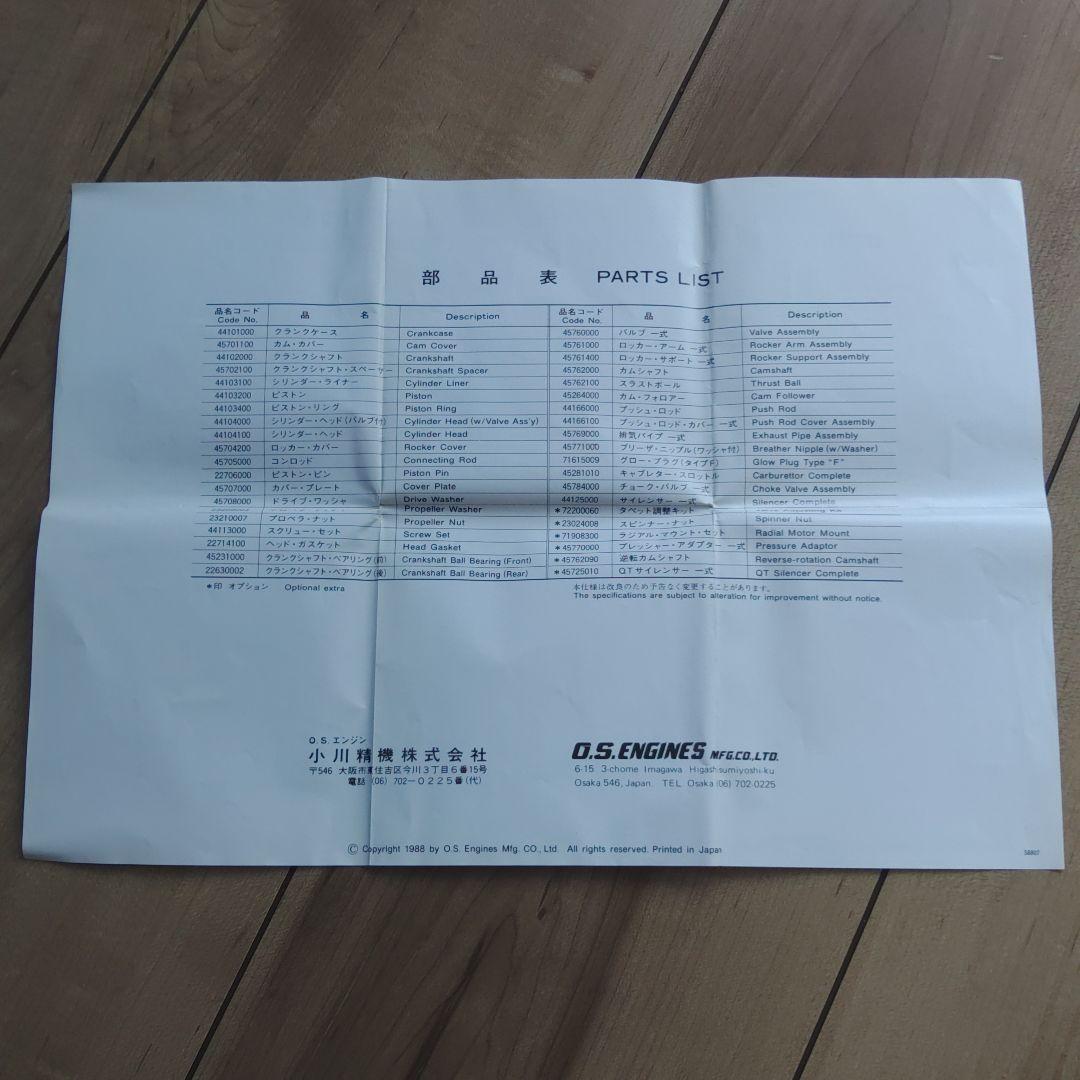 部品表 PARTS LIST
品名コード Code No. 品名 Description 品名コード Code No. 品名 Description
44101000 クランクケース Crankcase 45760000 バルブ 一式 Valve Assembly
45701100 カム・カバー Cam Cover 45761000 ロッカー・アーム 一式 Rocker Arm Assembly
44102000 クランクシャフト Crankshaft 45761400 ロッカー・サポート 一式 Rocker Support Assembly
45702100 クランクシャフト・スペーサー Crankshaft Spacer 45762000 カムシャフト Camshaft
44103100 シリンダー・ライナー Cylinder Liner 45762100 スラストボール Thrust Ball
44103200 ピストン Piston 45264000 カム・フォロアー Cam Follower
44103400 ピストン・リング Piston Ring 44166000 プッシュ・ロッド Push Rod
44104000 シリンダー・ヘッド(バルブ付) Cylinder Head (w/Valve Ass'y) 44166100 プッシュ・ロッド・カバー 一式 Push Rod Cover Assembly
44104100 シリンダー・ヘッド Cylinder Head 45769000 排気パイプ 一式 Exhaust Pipe Assembly
45704200 ロッカー・カバー Rocker Cover 45771000 ブリーザ・ニップル(ワッシャ付) Breather Nipple (w/Washer)
45705000 コンロッド Connecting Rod 71615009 グロー・プラグ(タイプF) Glow Plug Type "F"
22706000 ピストン・ピン Piston Pin 45281010 キャブレター・スロットル Carburettor Complete
45707000 カバー・プレート Cover Plate 45784000 チョーク・バルブ 一式 Choke Valve Assembly
45708000 ドライブ・ワッシャ Drive Washer 44125000 サイレンサー 一式 Silencer Complete
Propeller Washer *72200060 タペット調整キット
23210007 プロペラ・ナット Propeller Nut *23024008 スピンナー・ナット Spinner Nut
44113000 スクリュー・セット Screw Set *71908300 ラジアル・マウント・セット Radial Motor Mount
22714100 ヘッド・ガスケット Head Gasket *45770000 プレッシャー・アダプター 一式 Pressure Adaptor
45231000 クランクシャフト・ベアリング(前) Crankshaft Ball Bearing (Front) *45762090 逆転カムシャフト Reverse-rotation Camshaft
22630002 クランクシャフト・ベアリング(後) Crankshaft Ball Bearing (Rear) *45725010 QTサイレンサー 一式 QT Silencer Complete
*印 オプション Optional extra
本仕様は改良のため予告なく変更することがあります。
The specifications are subject to alteration for improvement without notice.
O.S.エンジン
小川精機株式会社
〒546 大阪市東住吉区今川3丁目6番15号
電話 (06) 702－0225番(代)
O.S.ENGINES MFG.CO.,LTD.
6-15 3-chome Imagawa Higashisumiyoshi-ku
Osaka 546, Japan. TEL Osaka (06) 702-0225
© Copyright 1988 by O.S. Engines Mfg. CO., Ltd. All rights reserved. Printed in Japan